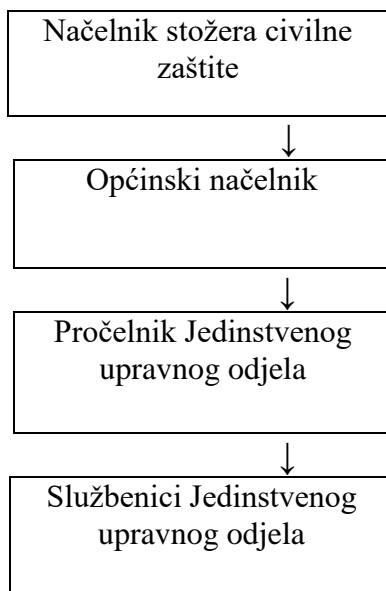 Načelnik stožera civilne
zaštite
↓
Općinski načelnik
↓
Pročelnik Jedinstvenog
upravnog odjela
↓
Službenici Jedinstvenog
upravnog odjela